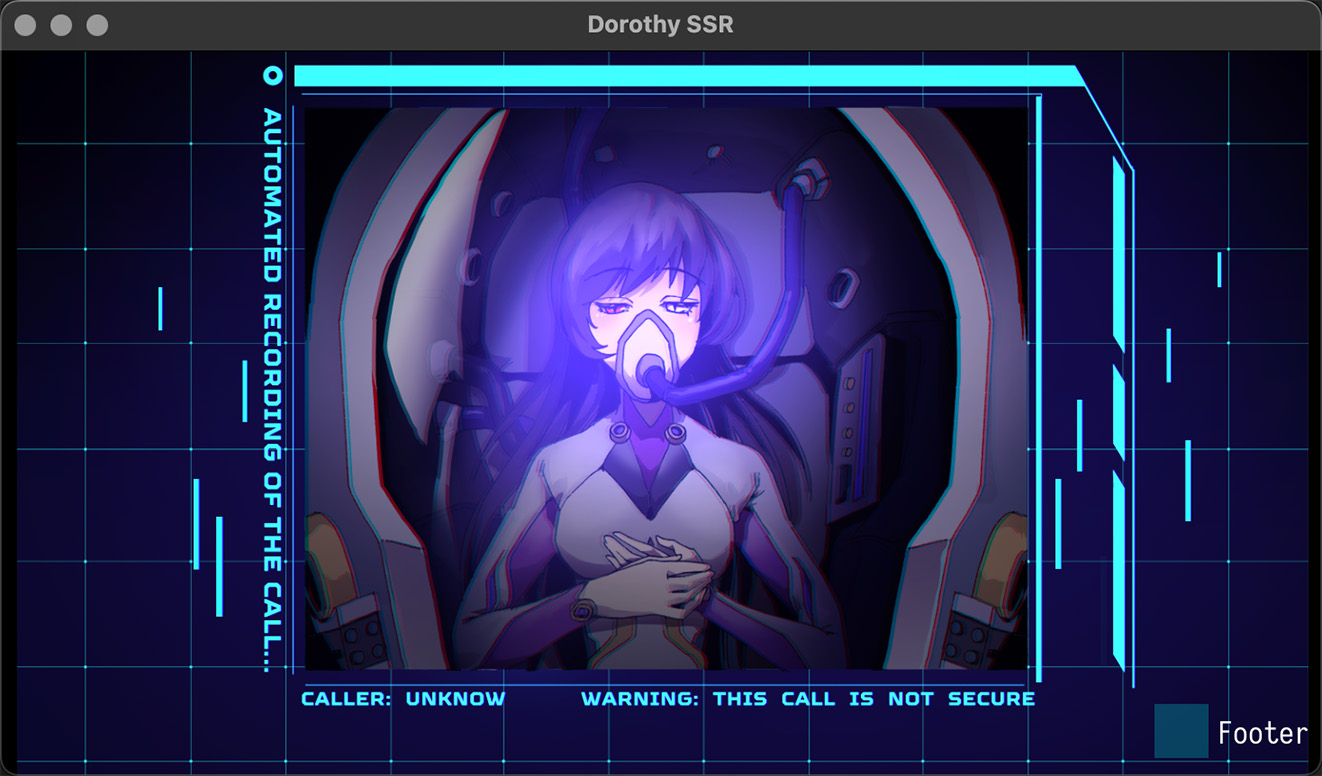 Dorothy SSR
AUTOMATED RECORDING OF THE CALL...
CALLER: UNKNOW
WARNING: THIS CALL IS NOT SECURE
Footer